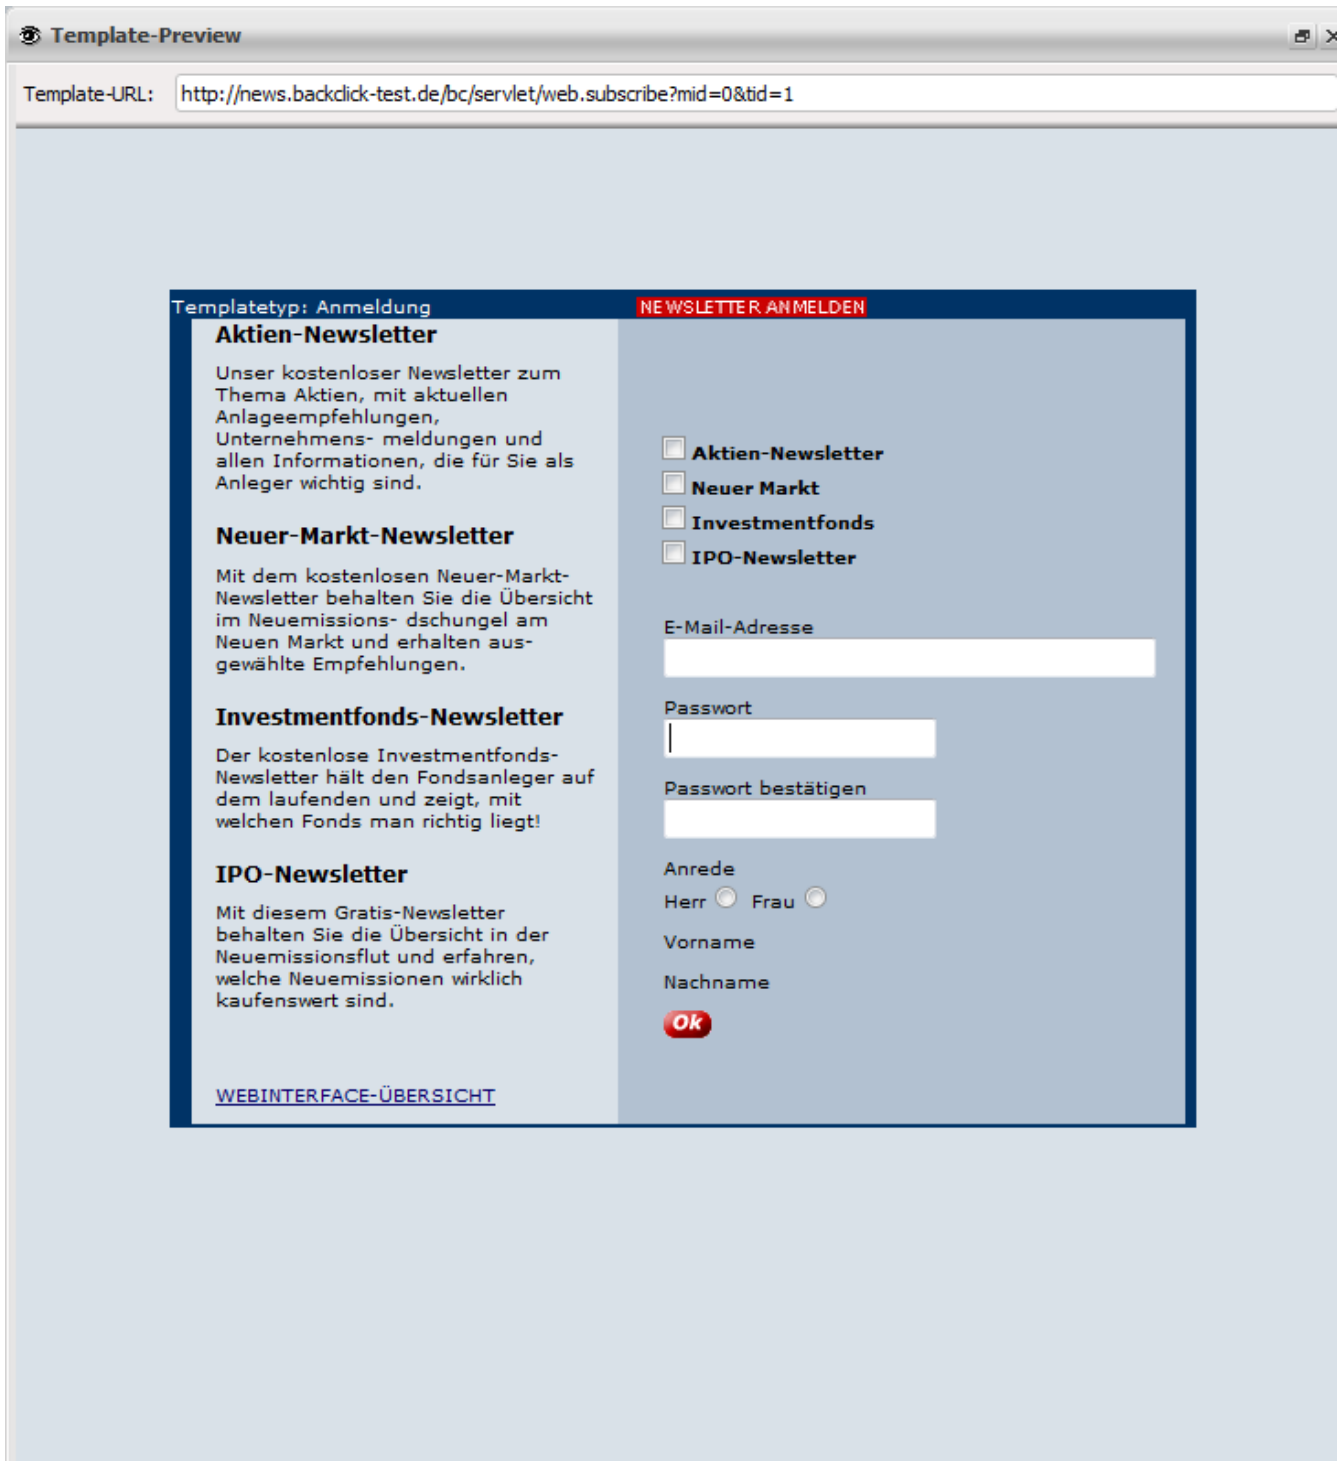 Template-Preview
Template-URL: http://news.backclick-test.de/bc/servlet/web.subscribe?mid=0&tid=1
Templatetyp: Anmeldung
NEWSLETTER ANMELDEN
Aktien-Newsletter
Unser kostenloser Newsletter zum
Thema Aktien, mit aktuellen
Anlageempfehlungen,
Unternehmens- meldungen und
allen Informationen, die für Sie als
Anleger wichtig sind.
Neuer-Markt-Newsletter
Mit dem kostenlosen Neuer-Markt-
Newsletter behalten Sie die Übersicht
im Neuemissions- dschungel am
Neuen Markt und erhalten aus-
gewählte Empfehlungen.
Investmentfonds-Newsletter
Der kostenlose Investmentfonds-
Newsletter hält den Fondsanleger auf
dem laufenden und zeigt, mit
welchen Fonds man richtig liegt!
IPO-Newsletter
Mit diesem Gratis-Newsletter
behalten Sie die Übersicht in der
Neuemissionsflut und erfahren,
welche Neuemissionen wirklich
kaufenswert sind.
WEBINTERFACE-ÜBERSICHT
Aktien-Newsletter
Neuer Markt
Investmentfonds
IPO-Newsletter
E-Mail-Adresse
Passwort
Passwort bestätigen
Anrede
Herr Frau
Vorname
Nachname
Ok